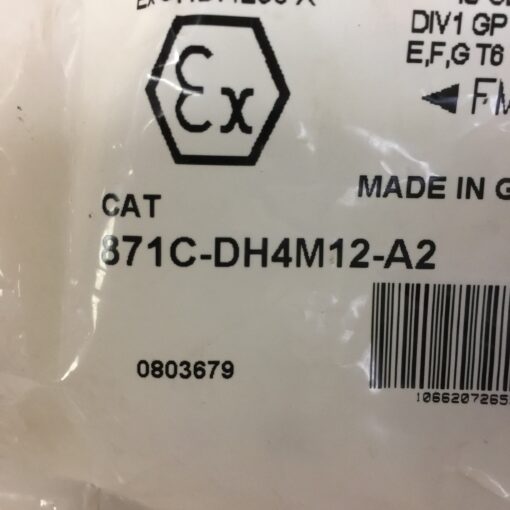 DIV1 GP
E,F,G T6
Ex
FM
MADE IN G
CAT
871C-DH4M12-A2
0803679
1066207265